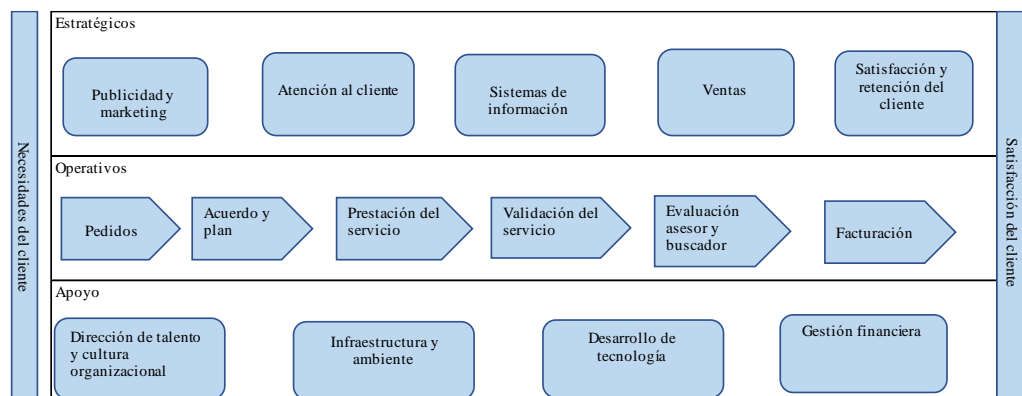 Necesidades del cliente
Estratégicos
Publicidad y
marketing
Atención al cliente
Sistemas de
información
Ventas
Satisfacción y
retención del
cliente
Operativos
Pedidos
Acuerdo y
plan
Prestación del
servicio
Validación del
servicio
Evaluación
asesor y
buscador
Facturación
Apoyo
Dirección de talento
y cultura
organizacional
Infraestructura y
ambiente
Desarrollo de
tecnología
Gestión financiera
Satisfacción del cliente